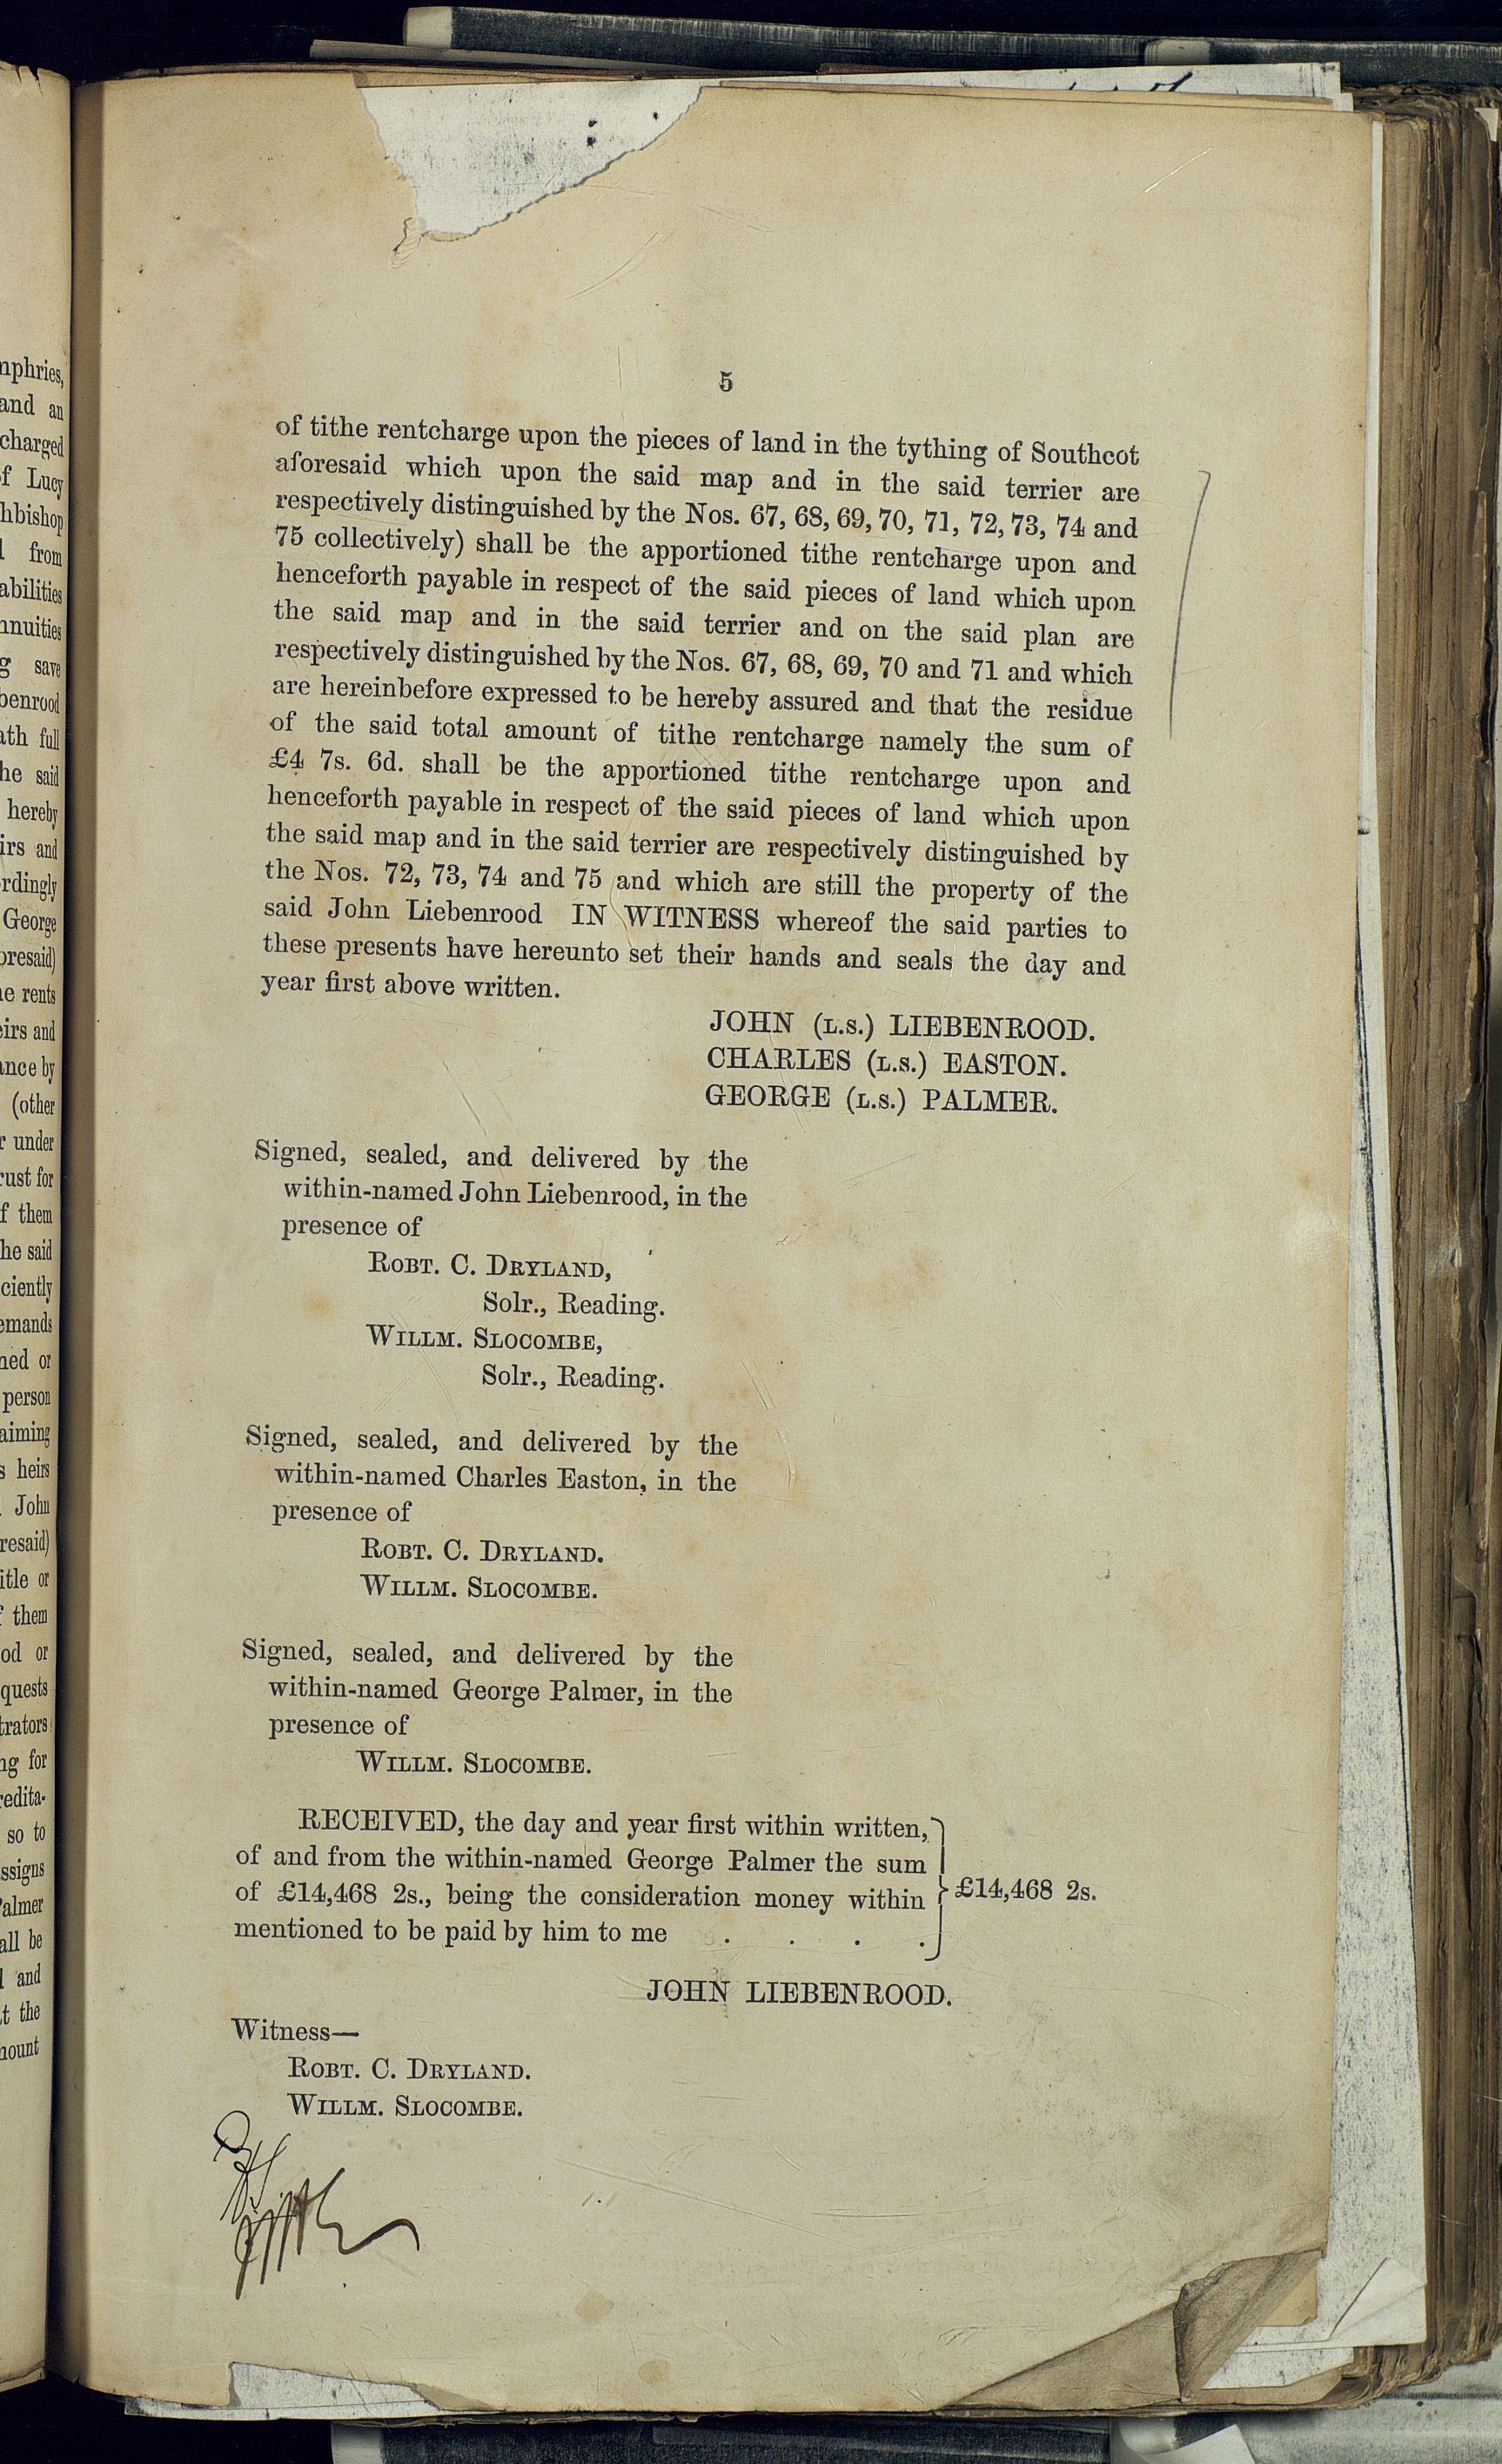 5
of tithe rentcharge upon the pieces of land in the tything of Southcot
aforesaid which upon the said map and in the said terrier are
respectively distinguished by the Nos. 67, 68, 69, 70, 71, 72, 73, 74 and
75 collectively) shall be the apportioned tithe rentcharge upon and
henceforth payable in respect of the said pieces of land which upon
the said map and in the said terrier and on the said plan are
respectively distinguished by the Nos. 67, 68, 69, 70 and 71 and which
are hereinbefore expressed to be hereby assured and that the residue
of the said total amount of tithe rentcharge namely the sum of
£4 7s. 6d. shall be the apportioned tithe rentcharge upon and
henceforth payable in respect of the said pieces of land which upon
the said map and in the said terrier are respectively distinguished by
the Nos. 72, 73, 74 and 75 and which are still the property of the
said John Liebenrood IN WITNESS whereof the said parties to
these presents have hereunto set their hands and seals the day and
year first above written.
JOHN (L.S.) LIEBENROOD.
CHARLES (L.S.) EASTON.
GEORGE (L.S.) PALMER.
Signed, sealed, and delivered by the
within-named John Liebenrood, in the
presence of
ROBT. C. DRYLAND,
Solr., Reading.
WILLM. SLOCOMBE,
Solr., Reading.
Signed, sealed, and delivered by the
within-named Charles Easton, in the
presence of
ROBT. C. DRYLAND.
WILLM. SLOCOMBE.
Signed, sealed, and delivered by the
within-named George Palmer, in the
presence of
WILLM. SLOCOMBE.
RECEIVED, the day and year first within written,
of and from the within-named George Palmer the sum
of £14,468 2s., being the consideration money within
mentioned to be paid by him to me . . . .
£14,468 2s.
JOHN LIEBENROOD.
Witness—
ROBT. C. DRYLAND.
WILLM. SLOCOMBE.